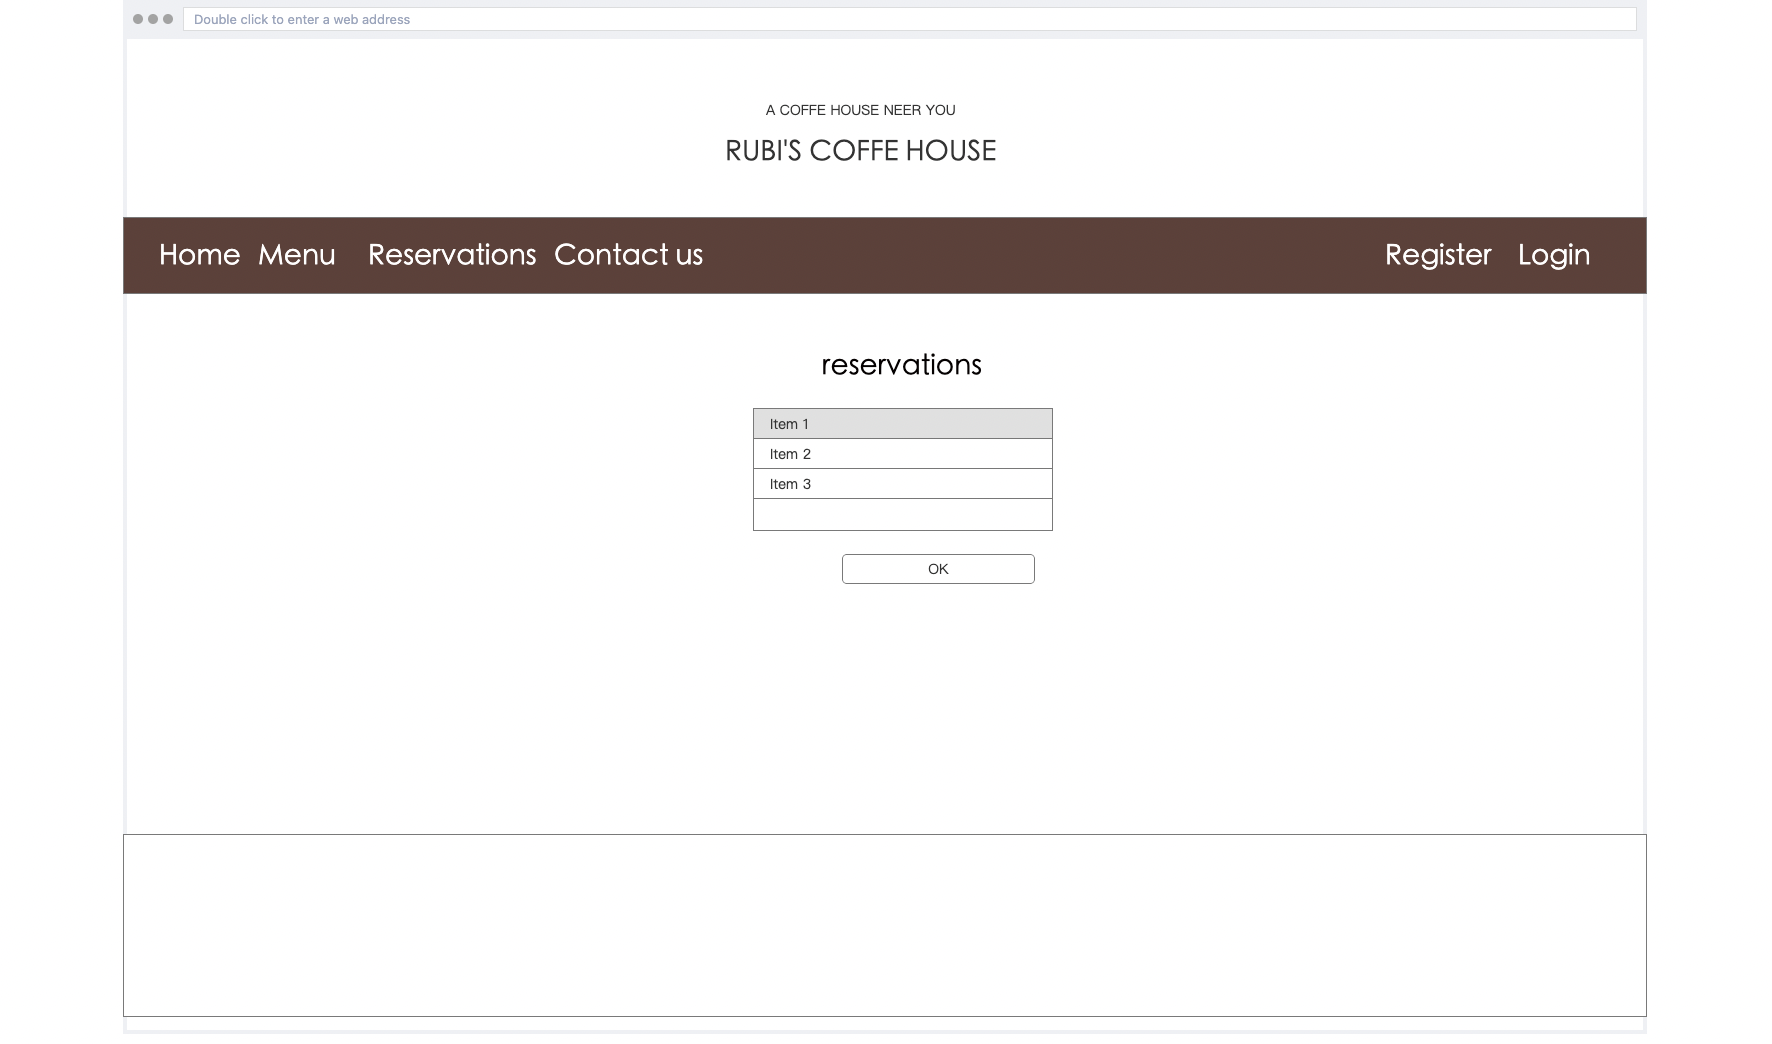 Double click to enter a web address
A COFFE HOUSE NEER YOU
RUBI'S COFFE HOUSE
Home Menu Reservations Contact us Register Login
reservations
Item 1
Item 2
Item 3
OK